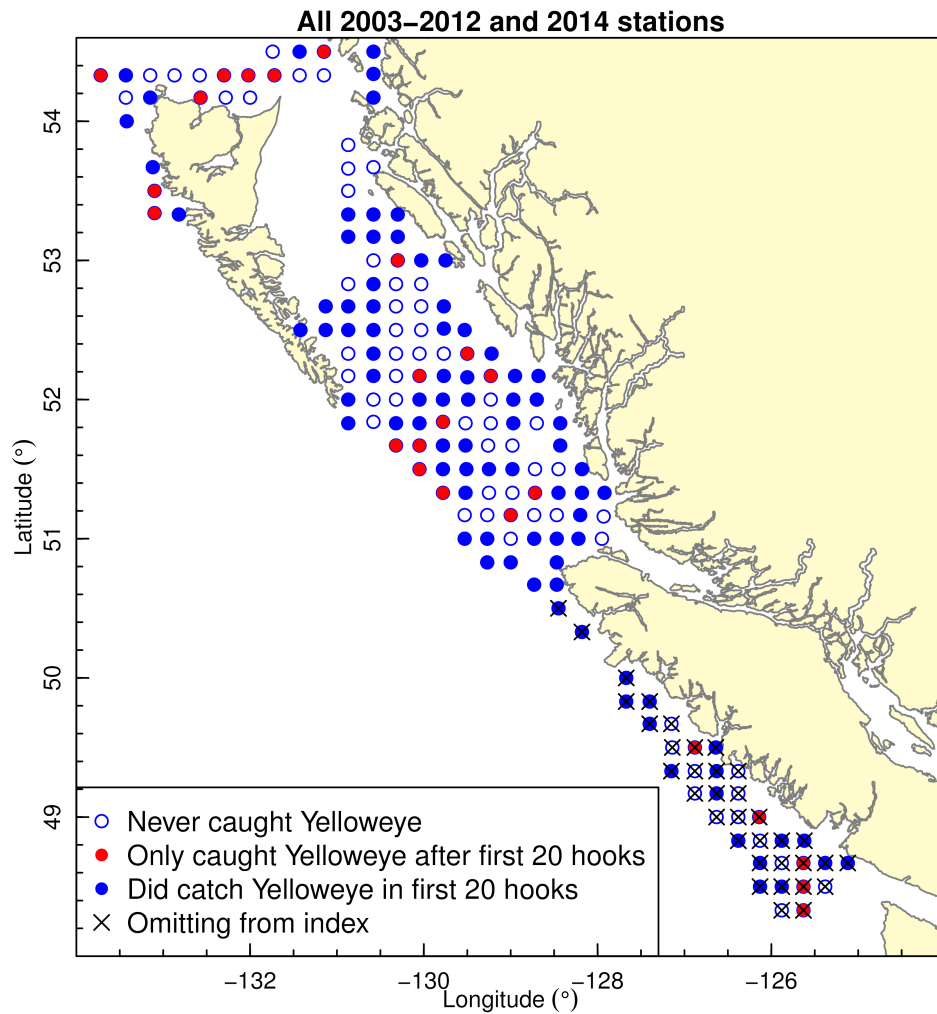 All 2003−2012 and 2014 stations
54
53
52
51
50
49
Latitude (°)
Never caught Yelloweye
Only caught Yelloweye after first 20 hooks
Did catch Yelloweye in first 20 hooks
Omitting from index
−132
−130
−128
−126
Longitude (°)